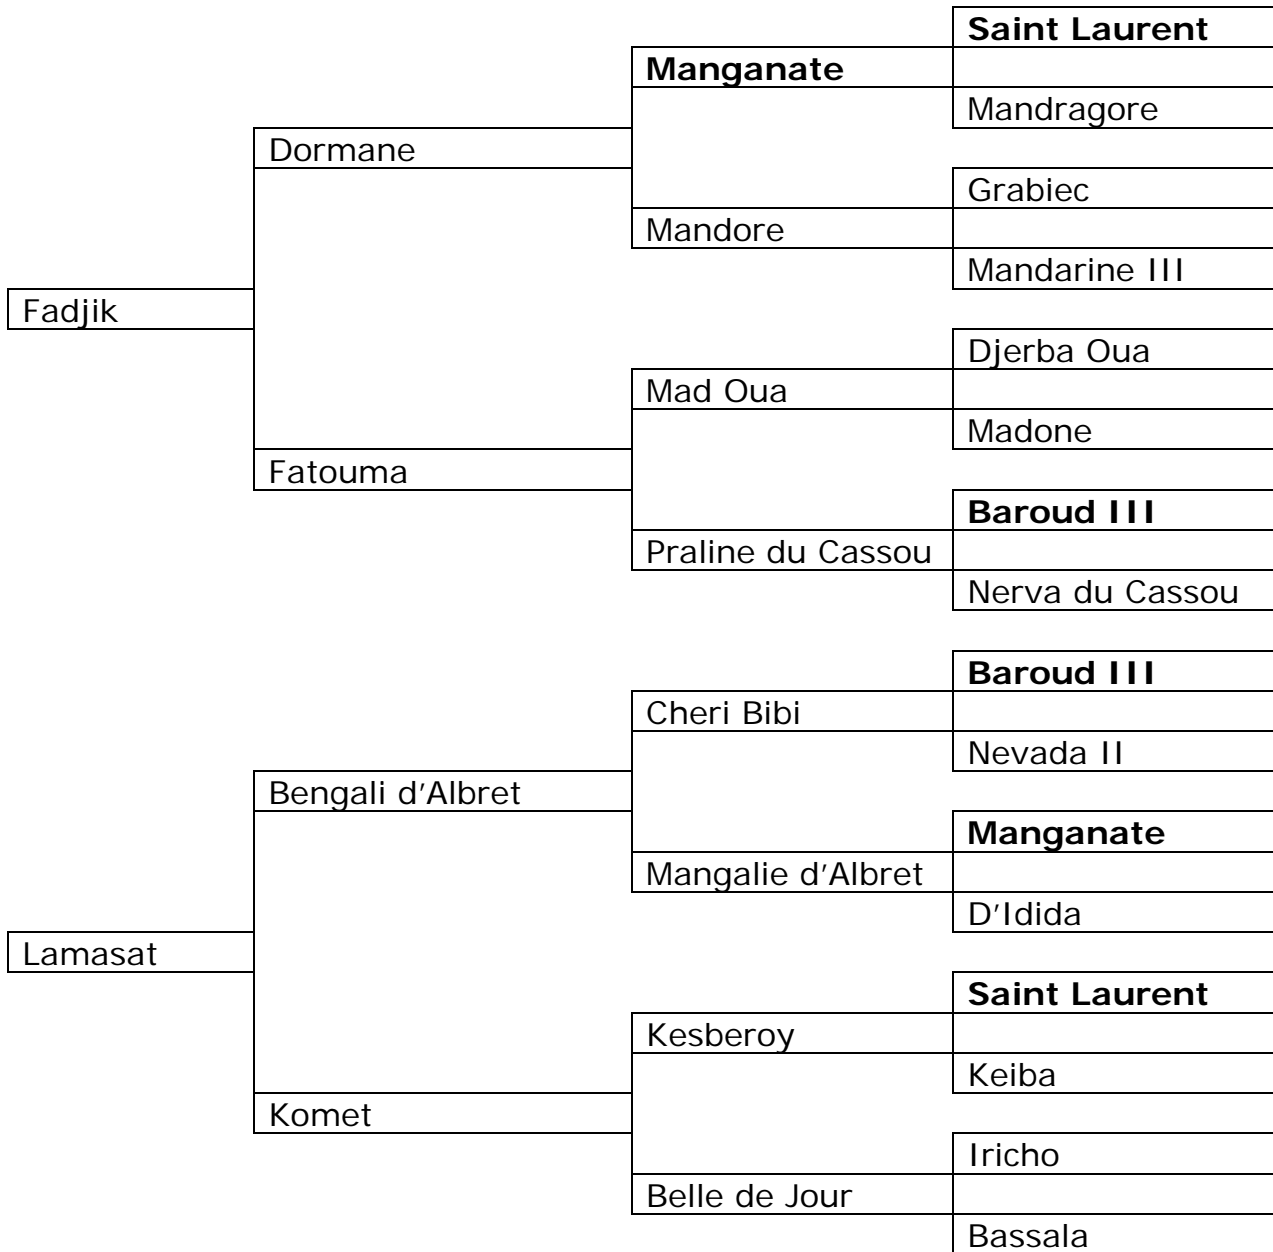 Saint Laurent
Manganate
Mandragore
Dormane
Grabiec
Mandore
Mandarine III
Fadjik
Djerba Oua
Mad Oua
Madone
Fatouma
Baroud III
Praline du Cassou
Nerva du Cassou
Baroud III
Cheri Bibi
Nevada II
Bengali d’Albret
Manganate
Mangalie d’Albret
D’Idida
Lamasat
Saint Laurent
Kesberoy
Keiba
Komet
Iricho
Belle de Jour
Bassala